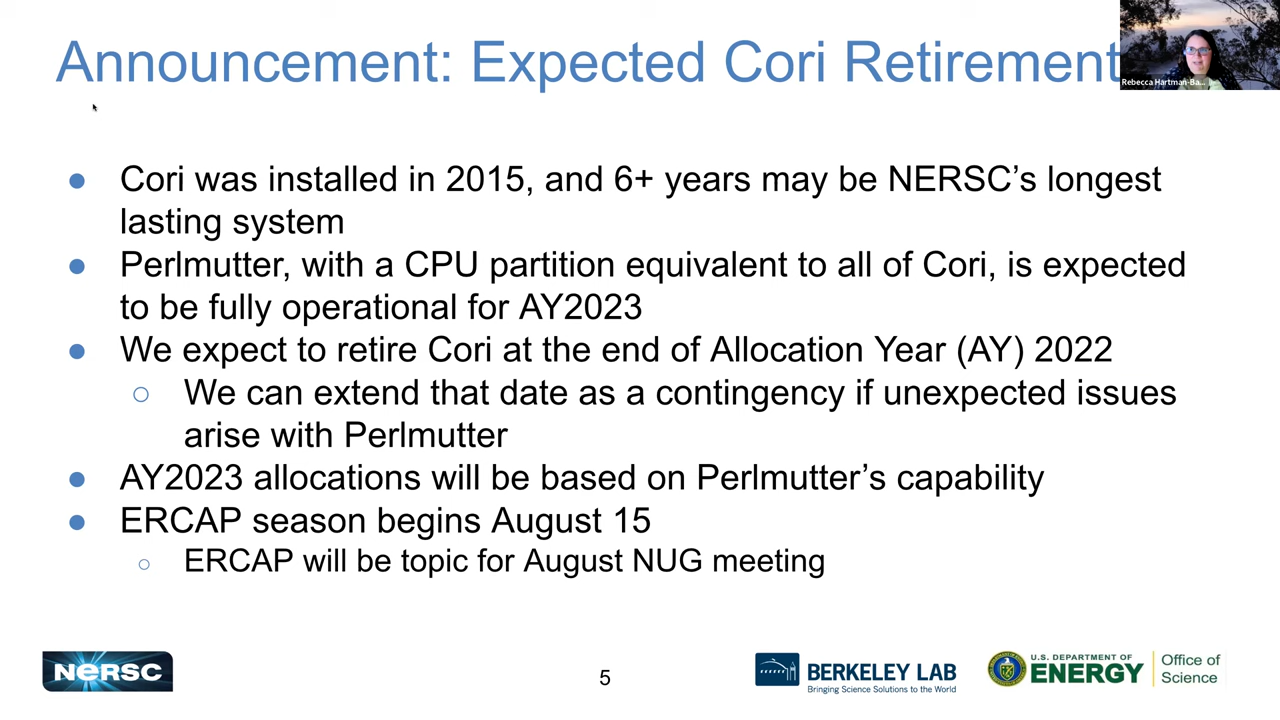 Announcement: Expected Cori Retirement
Rebecca Hartman-Ba...
● Cori was installed in 2015, and 6+ years may be NERSC’s longest
lasting system
● Perlmutter, with a CPU partition equivalent to all of Cori, is expected
to be fully operational for AY2023
● We expect to retire Cori at the end of Allocation Year (AY) 2022
○ We can extend that date as a contingency if unexpected issues
arise with Perlmutter
● AY2023 allocations will be based on Perlmutter’s capability
● ERCAP season begins August 15
○ ERCAP will be topic for August NUG meeting
NERSC
5
BERKELEY LAB
Bringing Science Solutions to the World
U.S. DEPARTMENT OF
ENERGY
Office of
Science